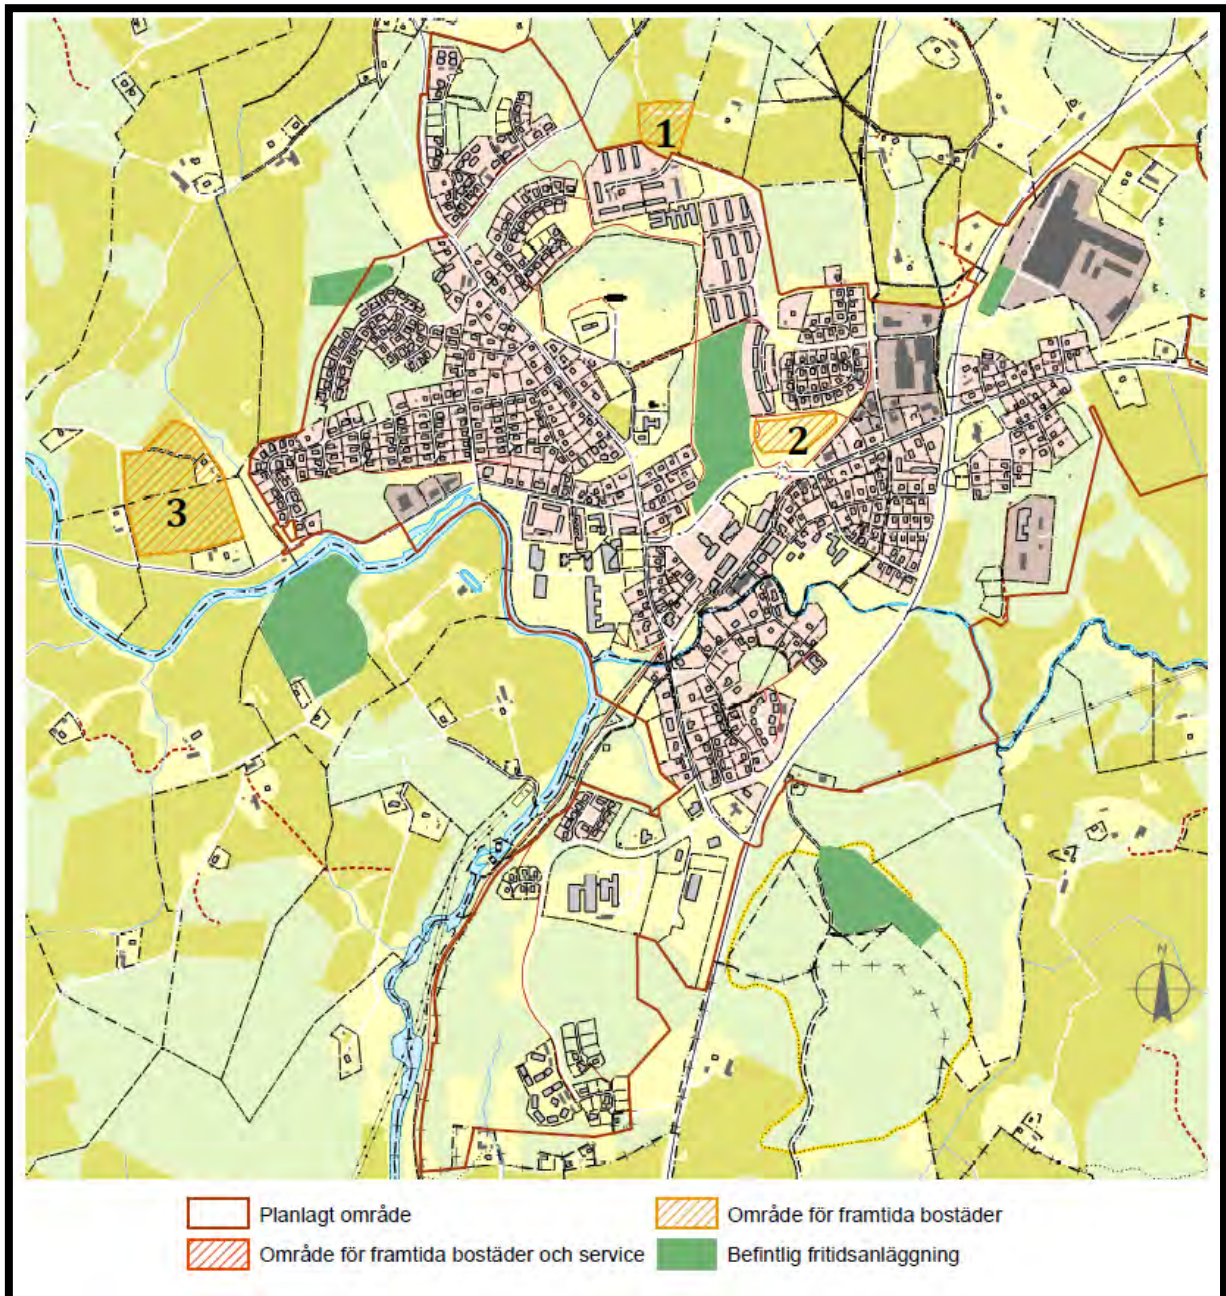 1
2
3
N
Planlagt område
Område för framtida bostäder
Område för framtida bostäder och service
Befintlig fritidsanläggning